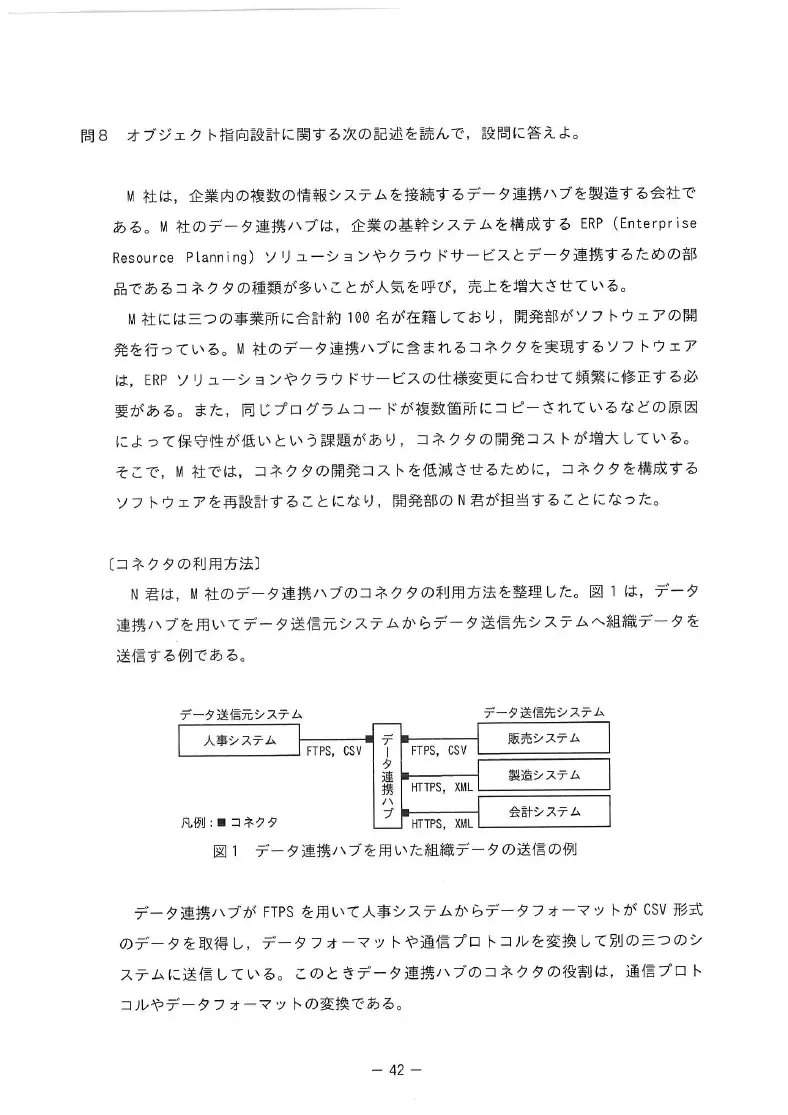 問8 オブジェクト指向設計に関する次の記述を読んで，設問に答えよ。
M 社は，企業内の複数の情報システムを接続するデータ連携ハブを製造する会社で
ある。M 社のデータ連携ハブは，企業の基幹システムを構成する ERP（Enterprise
Resource Planning）ソリューションやクラウドサービスとデータ連携するための部
品であるコネクタの種類が多いことが人気を呼び，売上を増大させている。
M 社には三つの事業所に合計約 100 名が在籍しており，開発部がソフトウェアの開
発を行っている。M 社のデータ連携ハブに含まれるコネクタを実現するソフトウェア
は，ERP ソリューションやクラウドサービスの仕様変更に合わせて頻繁に修正する必
要がある。また，同じプログラムコードが複数箇所にコピーされているなどの原因
によって保守性が低いという課題があり，コネクタの開発コストが増大している。
そこで，M 社では，コネクタの開発コストを低減させるために，コネクタを構成する
ソフトウェアを再設計することになり，開発部の N 君が担当することになった。
〔コネクタの利用方法〕
N 君は，M 社のデータ連携ハブのコネクタの利用方法を整理した。図 1 は，データ
連携ハブを用いてデータ送信元システムからデータ送信先システムへ組織データを
送信する例である。
データ送信元システム
データ送信先システム
人事システム
FTPS，CSV
データ連携ハブ
FTPS，CSV
販売システム
HTTPS，XML
製造システム
HTTPS，XML
会計システム
凡例：■ コネクタ
図 1 データ連携ハブを用いた組織データの送信の例
データ連携ハブが FTPS を用いて人事システムからデータフォーマットが CSV 形式
のデータを取得し，データフォーマットや通信プロトコルを変換して別の三つのシ
ステムに送信している。このときデータ連携ハブのコネクタの役割は，通信プロト
コルやデータフォーマットの変換である。
－ 42 －